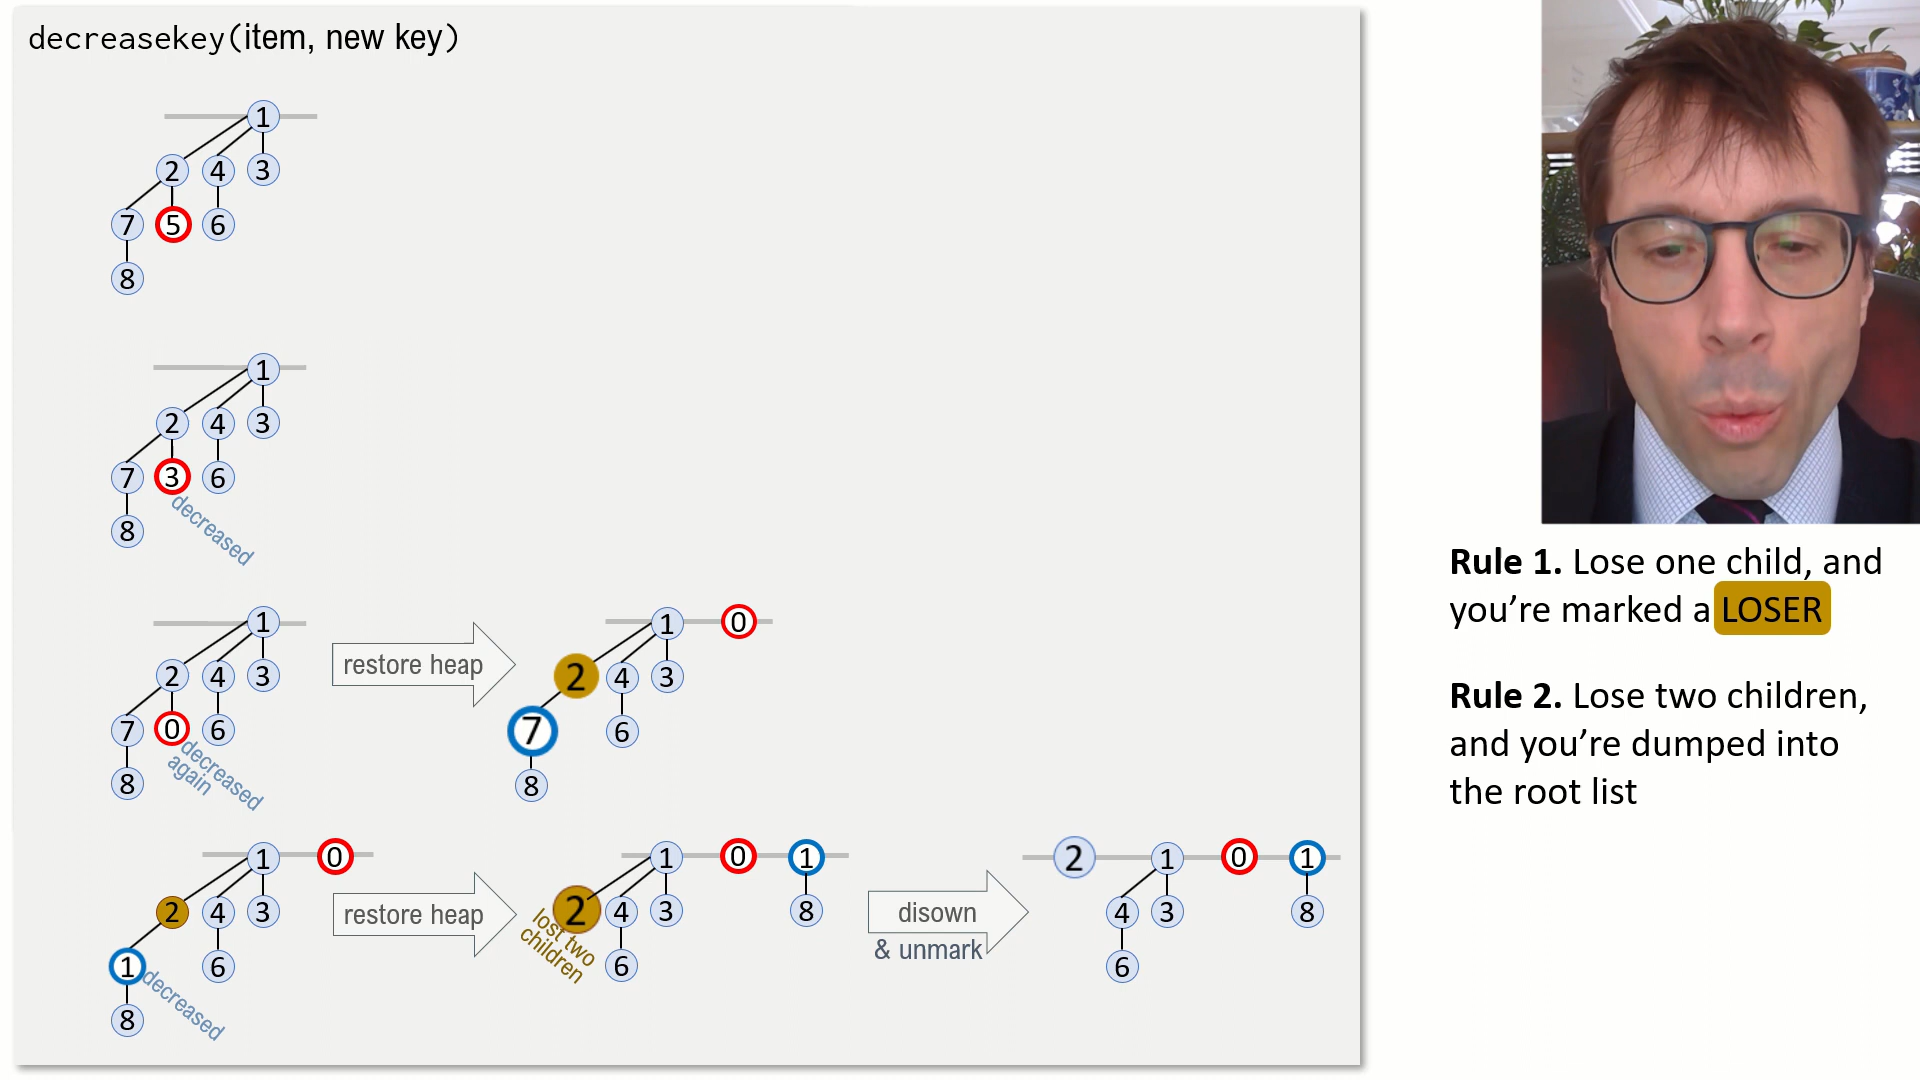 decreasekey(item, new key)
1
2 4 3
7 5 6
8
1
2 4 3
7 3 6
8
decreased
1
2 4 3
7 0 6
8
decreased
again
restore heap
1 0
2 4 3
7 6
8
1 0
2 4 3
1 6
8
decreased
restore heap
1 0 1
2 4 3 8
6
lost two
children
disown
& unmark
2 1 0 1
4 3 8
6
Rule 1. Lose one child, and
you're marked a LOSER
Rule 2. Lose two children,
and you're dumped into
the root list